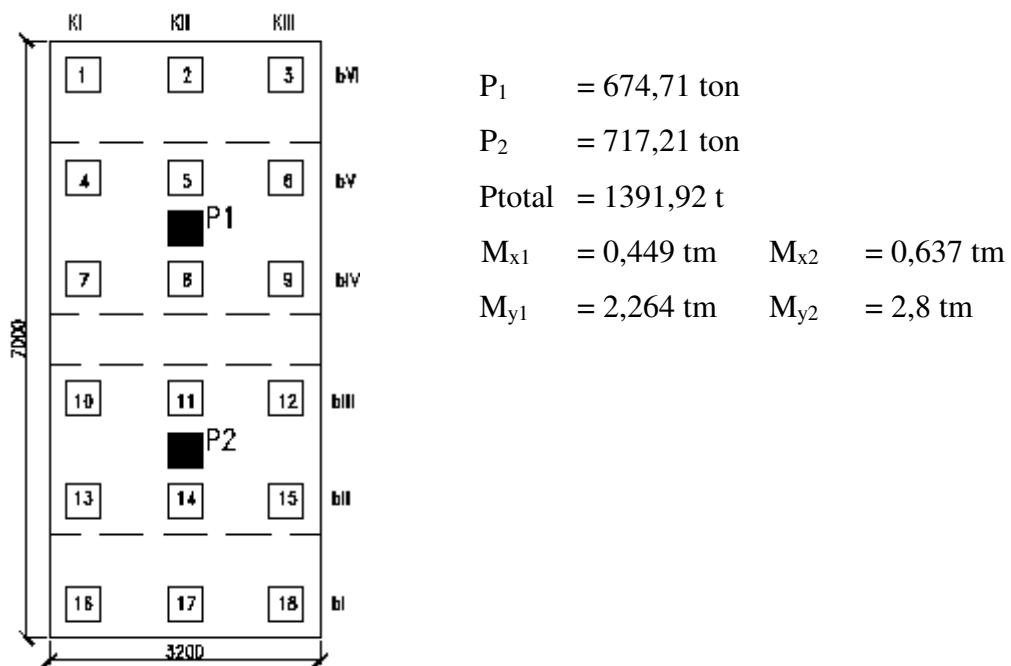 KI KII KIII
1 2 3 bVI
4 5 6 bV
P1
7 8 9 bIV
7000
10 11 12 bIII
P2
13 14 15 bII
16 17 18 bI
3200
P1 = 674,71 ton
P2 = 717,21 ton
Ptotal = 1391,92 t
Mx1 = 0,449 tm Mx2 = 0,637 tm
My1 = 2,264 tm My2 = 2,8 tm